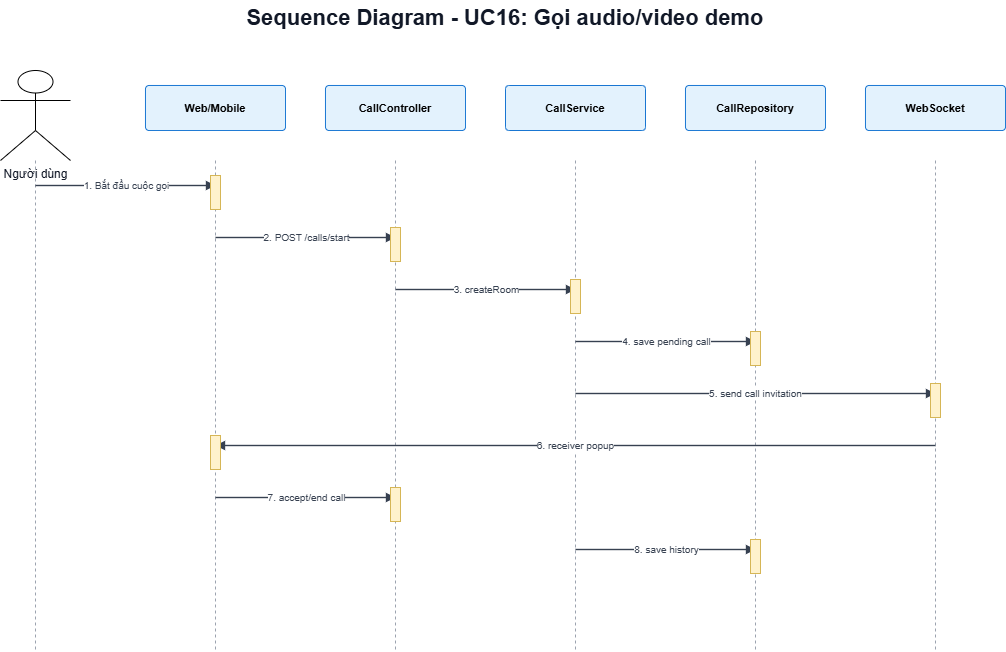 Sequence Diagram - UC16: Gọi audio/video demo
Web/Mobile
CallController
CallService
CallRepository
WebSocket
Người dùng
1. Bắt đầu cuộc gọi
2. POST /calls/start
3. createRoom
4. save pending call
5. send call invitation
6. receiver popup
7. accept/end call
8. save history